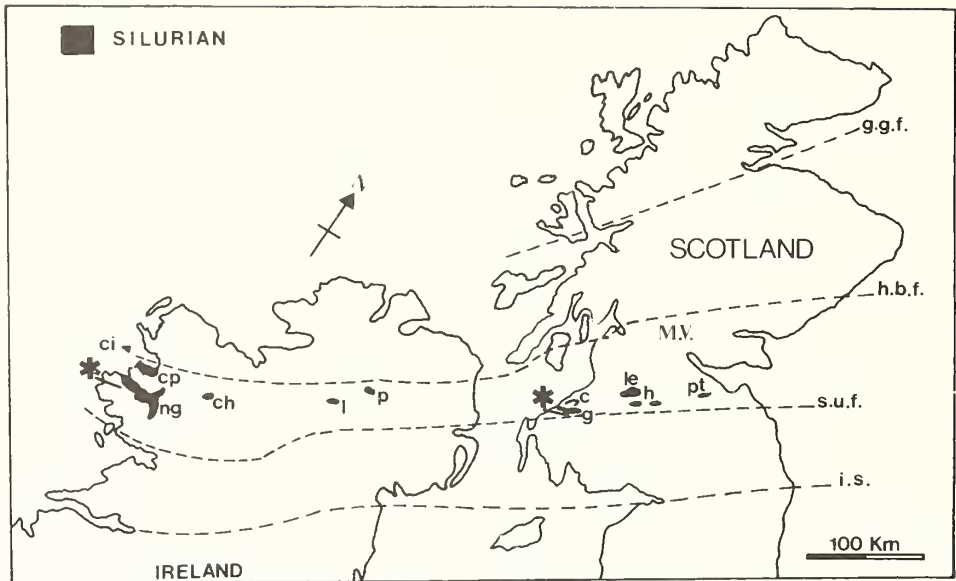 SILURIAN
g.g.f.
SCOTLAND
h.b.f.
M.V.
ci
*
cp
ng
ch
l
p
*
c
g
le
h
pt
s.u.f.
i.s.
100 Km
IRELAND